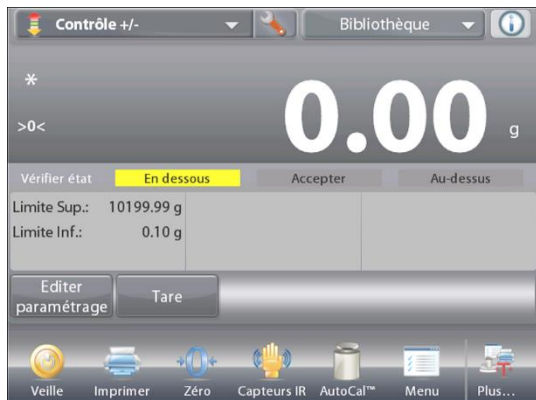 Contrôle +/- Bibliothèque
*
>0< 0.00 g
Vérifier état En dessous Accepter Au-dessus
Limite Sup.: 10199.99 g
Limite Inf.: 0.10 g
Editer paramétrage Tare
→0← 
Veille Imprimer Zéro Capteurs IR AutoCal™ Menu Plus...